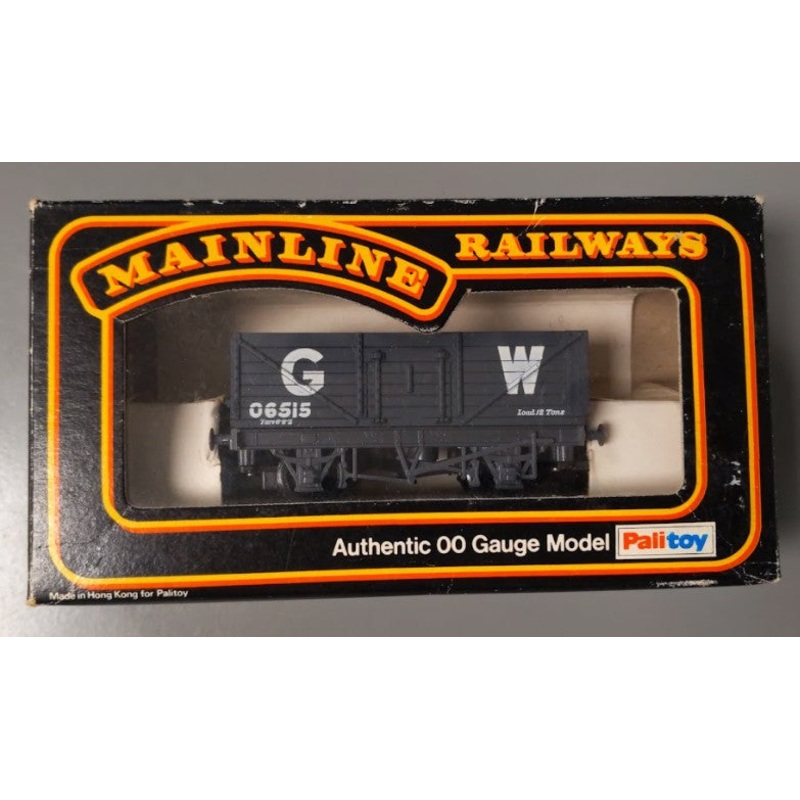 MAINLINE RAILWAYS
G W
06515
Load 12 Tons
Authentic 00 Gauge Model Palitoy
Made in Hong Kong for Palitoy